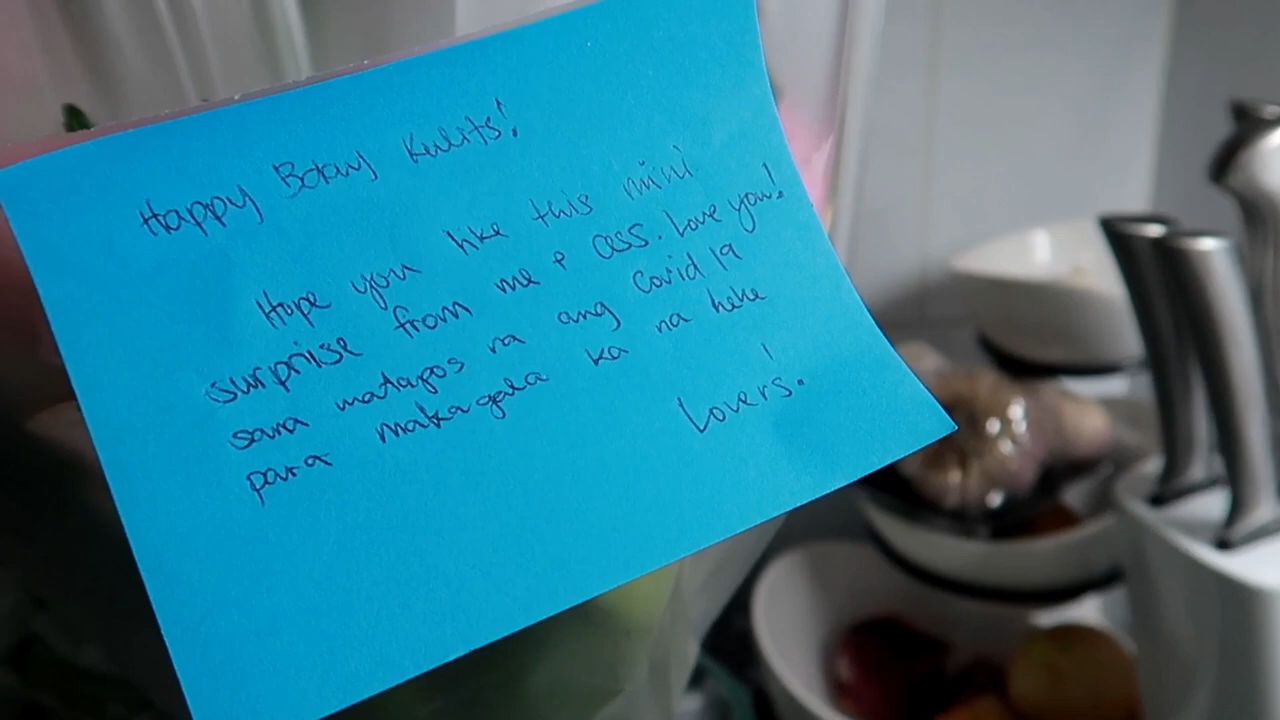 Happy Bday Kulits!
Hope you like this mini
surprise from me & Cess. Love you!
sana matapos na ang Covid 19
para makagala ka na hehe
Lovers!